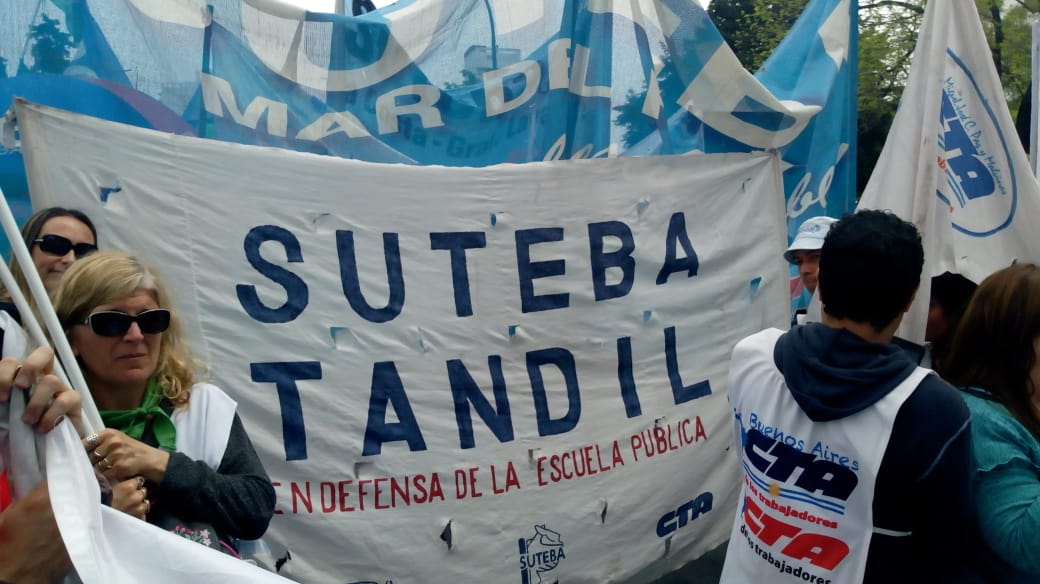 MAR DEL
SUTEBA
TANDIL
EN DEFENSA DE LA ESCUELA PÚBLICA
CTA
SUTEBA
Buenos Aires
CTA
de los trabajadores
CTA
de los trabajadores
CTA